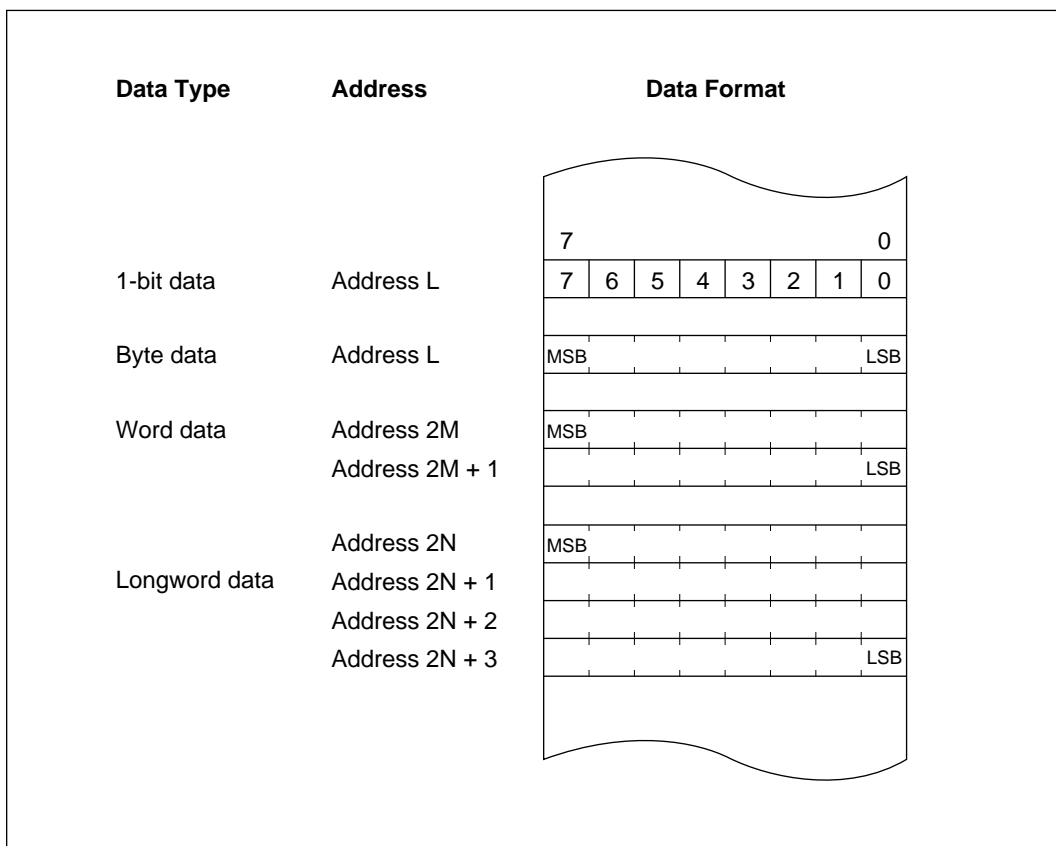 Data Type Address Data Format
7 0
1-bit data Address L 7 6 5 4 3 2 1 0
Byte data Address L MSB LSB
Word data Address 2M MSB
Address 2M + 1 LSB
Address 2N MSB
Longword data Address 2N + 1
Address 2N + 2
Address 2N + 3 LSB